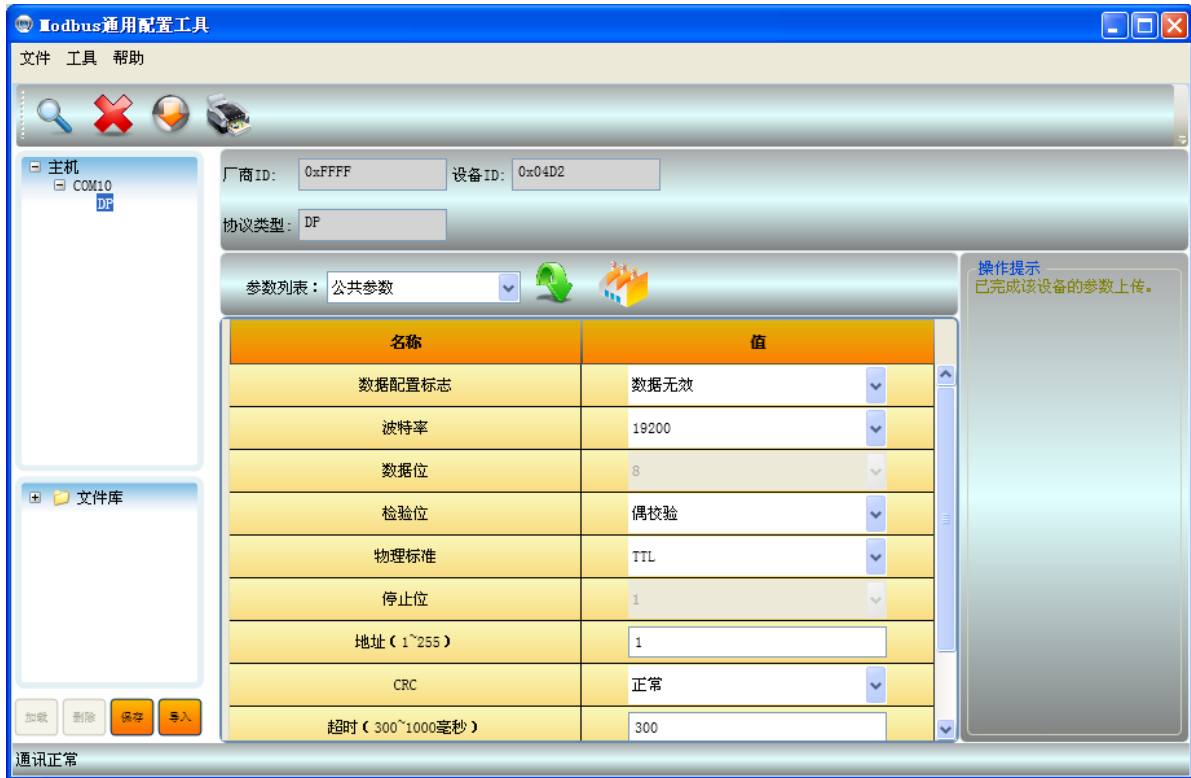 Modbus通用配置工具
文件 工具 帮助
主机
COM10
DP
厂商ID: 0xFFFF 设备ID: 0x04D2
协议类型: DP
参数列表: 公共参数
操作提示
已完成该设备的参数上传。
名称 值
数据配置标志 数据无效
波特率 19200
数据位 8
检验位 偶校验
物理标准 TTL
停止位 1
地址(1~255) 1
CRC 正常
超时(300~1000毫秒) 300
文件库
加载 删除 保存 导入
通讯正常